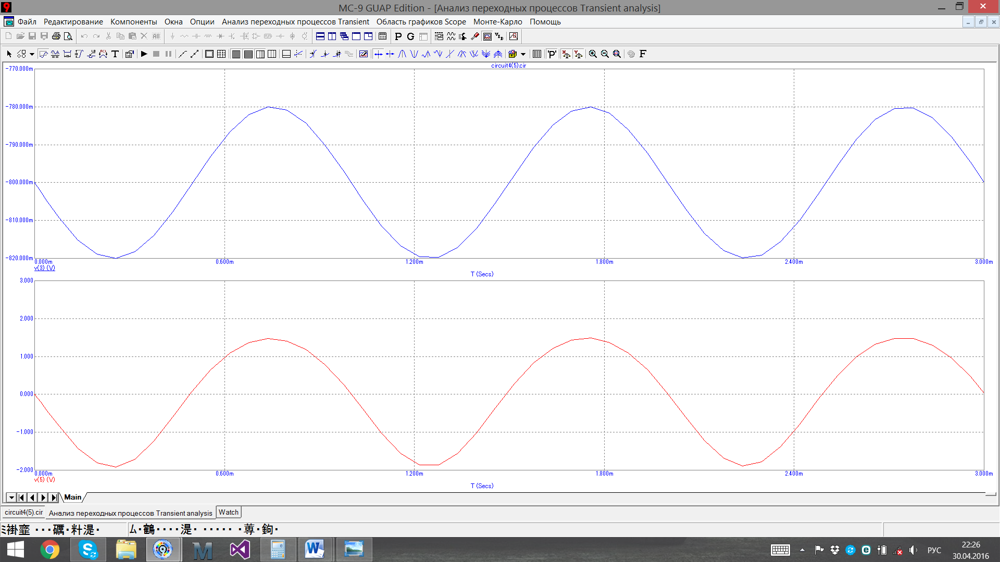 MC-9 GUAP Edition - [Анализ переходных процессов Transient analysis]
Файл Редактирование Компоненты Окна Опции Анализ переходных процессов Transient Область графиков Scope Монте-Карло Помощь
circuit4(5).cir
-770.000m
-780.000m
-790.000m
-800.000m
-810.000m
-820.000m
0.000m 0.600m 1.200m 1.800m 2.400m 3.000m
v(3) (V)
T (Secs)
3.000
2.000
1.000
0.000
-1.000
-2.000
0.000m 0.600m 1.200m 1.800m 2.400m 3.000m
v(5) (V)
T (Secs)
Main
circuit4(5).cir Анализ переходных процессов Transient analysis Watch
РУС
22:26
30.04.2016